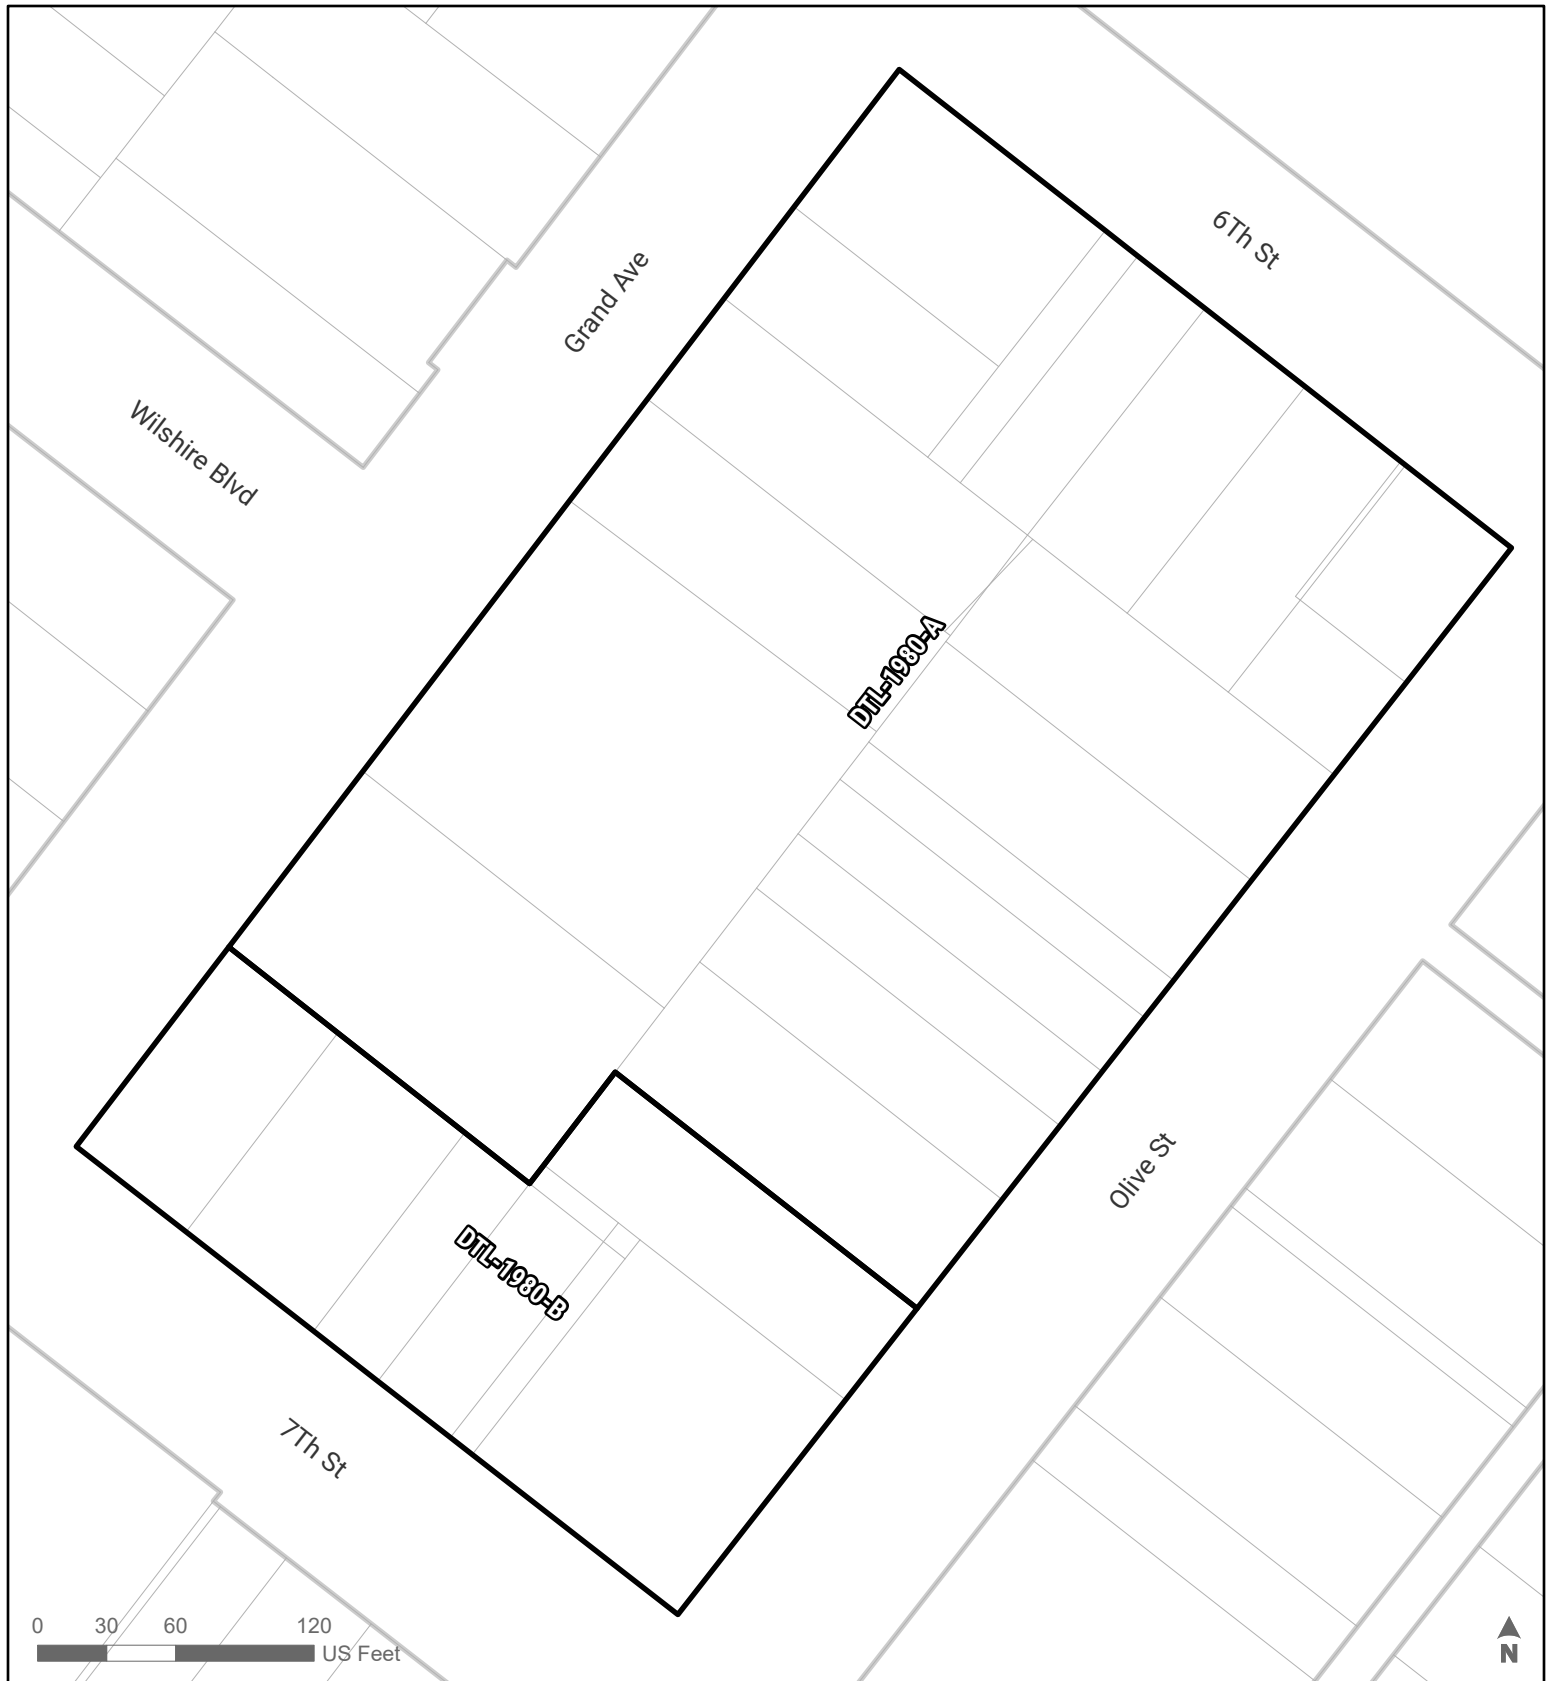 6Th St
Grand Ave
Wilshire Blvd
DTL-1980-A
Olive St
DTL-1980-B
7Th St
0 30 60 120
US Feet
N